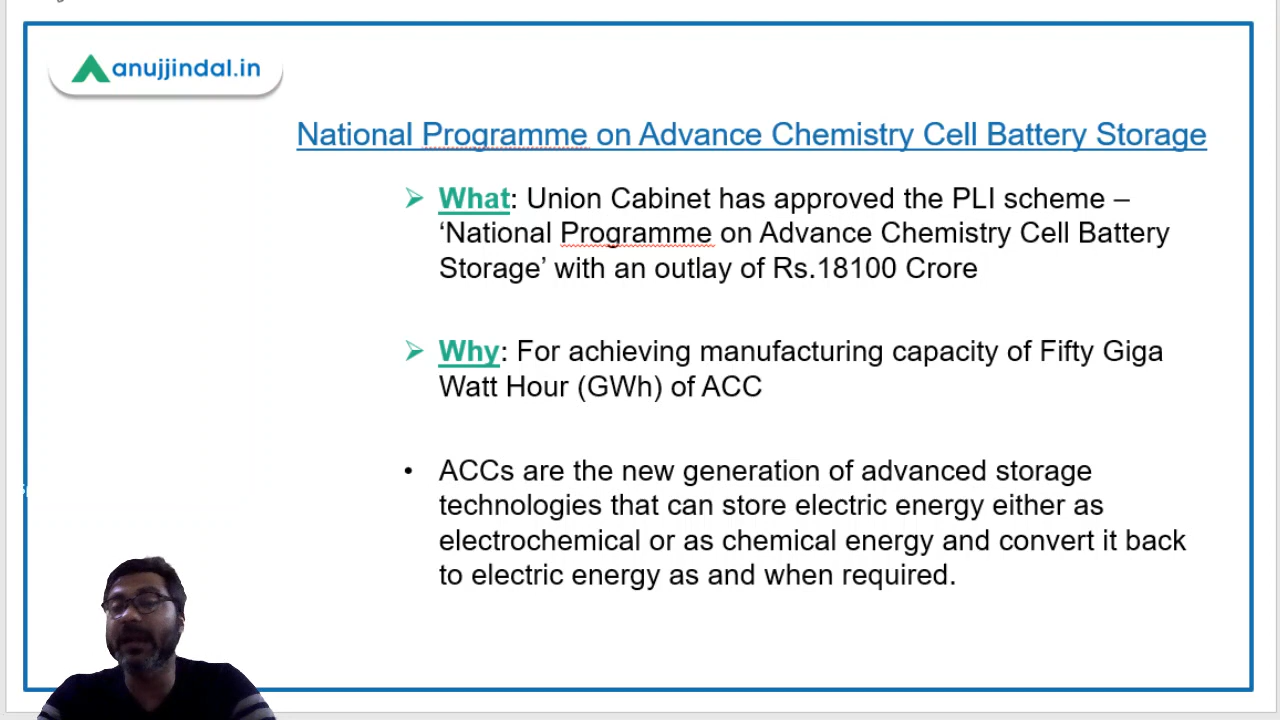 anujjindal.in
National Programme on Advance Chemistry Cell Battery Storage
➢ What: Union Cabinet has approved the PLI scheme –
‘National Programme on Advance Chemistry Cell Battery
Storage’ with an outlay of Rs.18100 Crore
➢ Why: For achieving manufacturing capacity of Fifty Giga
Watt Hour (GWh) of ACC
• ACCs are the new generation of advanced storage
technologies that can store electric energy either as
electrochemical or as chemical energy and convert it back
to electric energy as and when required.